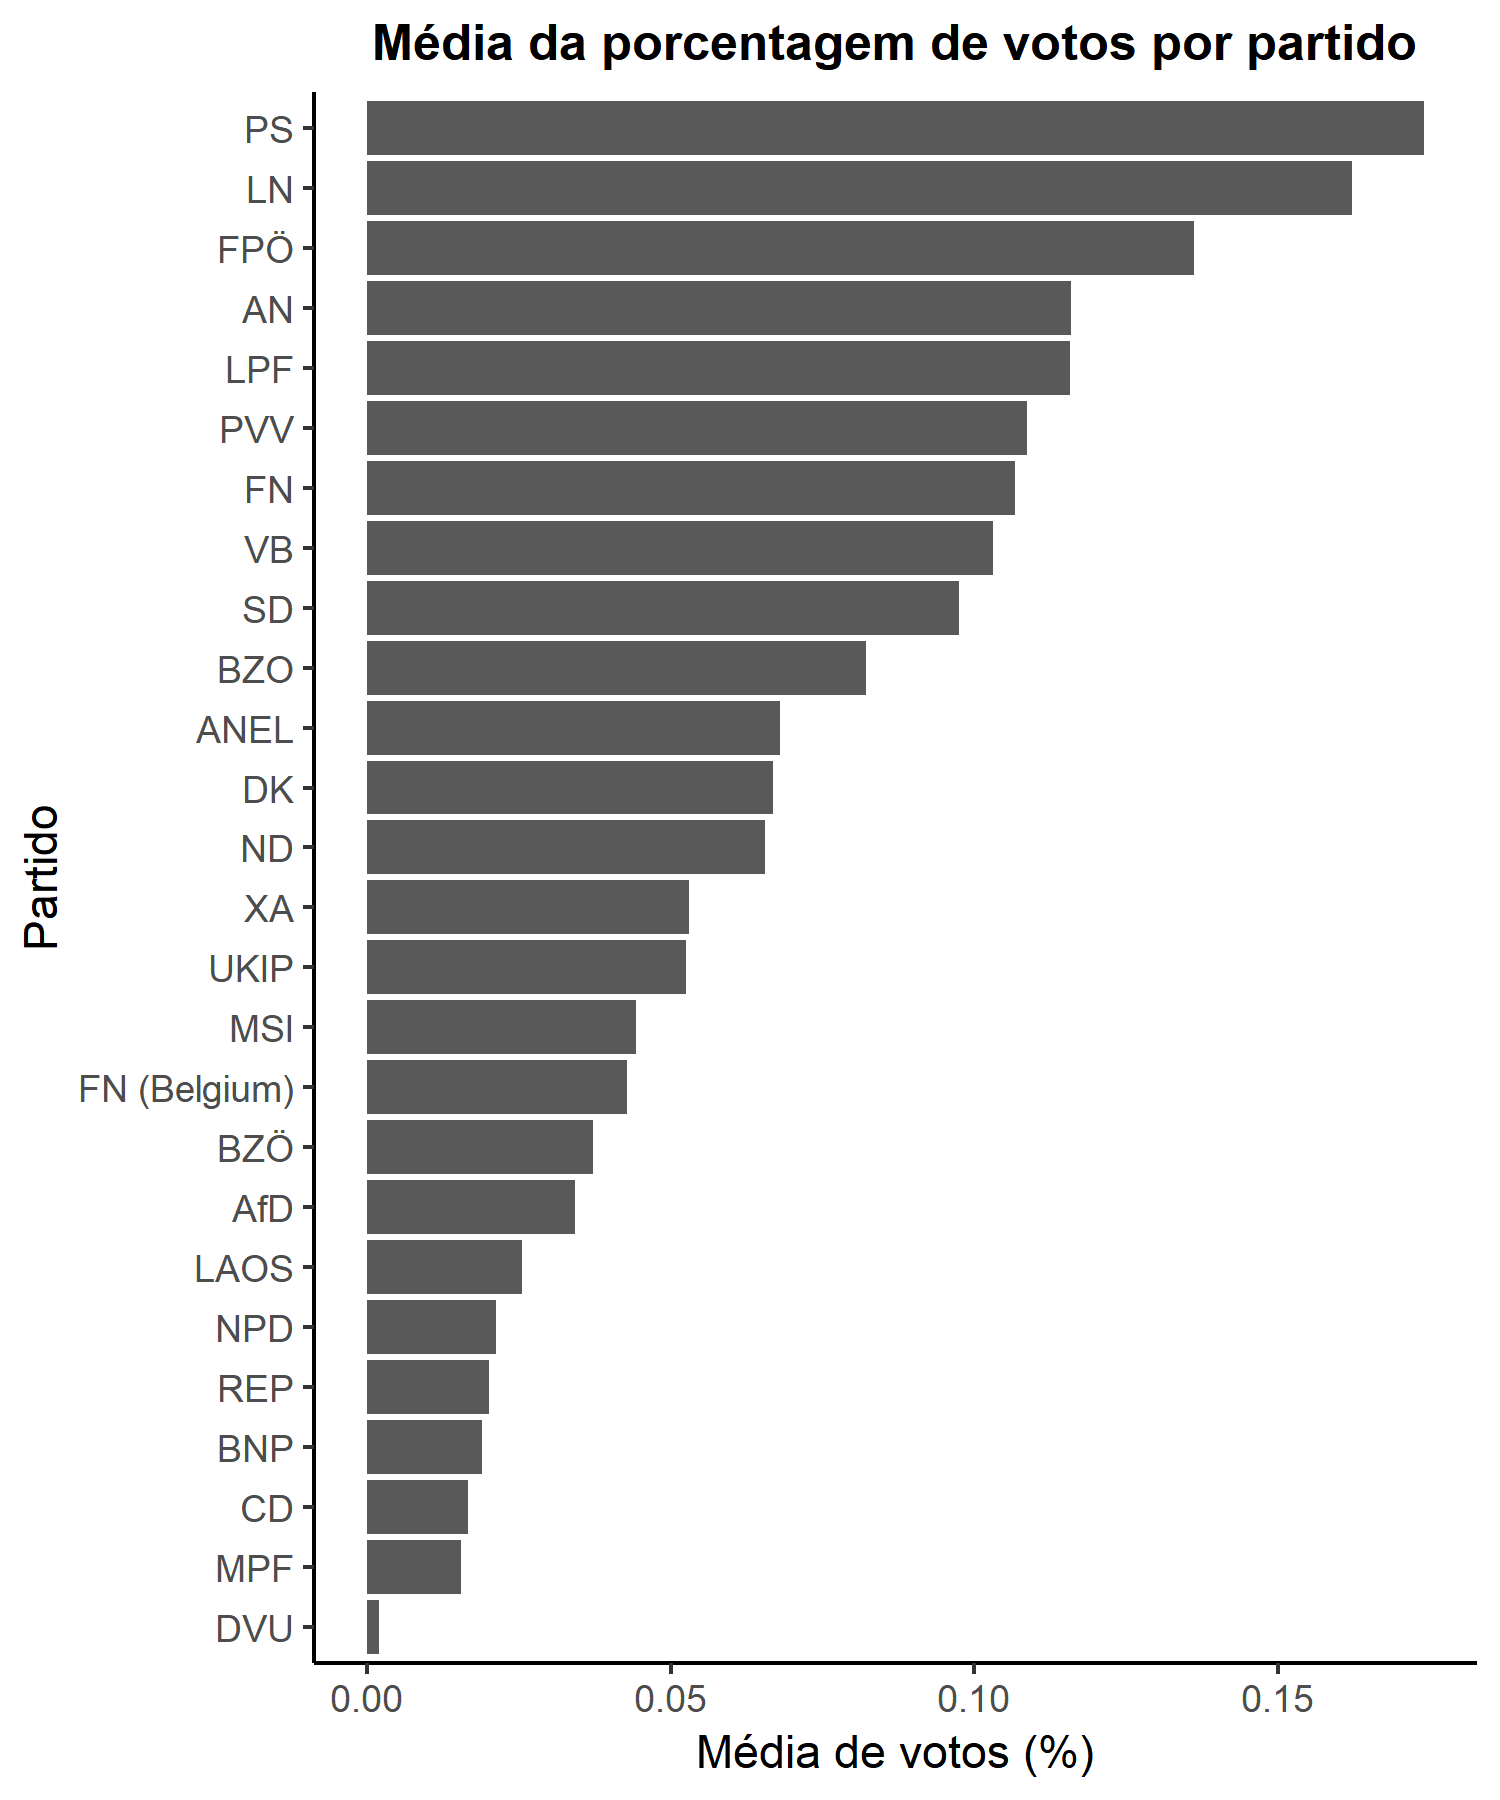 Média da porcentagem de votos por partido
PS
LN
FPÖ
AN
LPF
PVV
FN
VB
SD
BZO
ANEL
DK
ND
XA
UKIP
MSI
FN (Belgium)
BZÖ
AfD
LAOS
NPD
REP
BNP
CD
MPF
DVU
Partido
0.00 0.05 0.10 0.15
Média de votos (%)